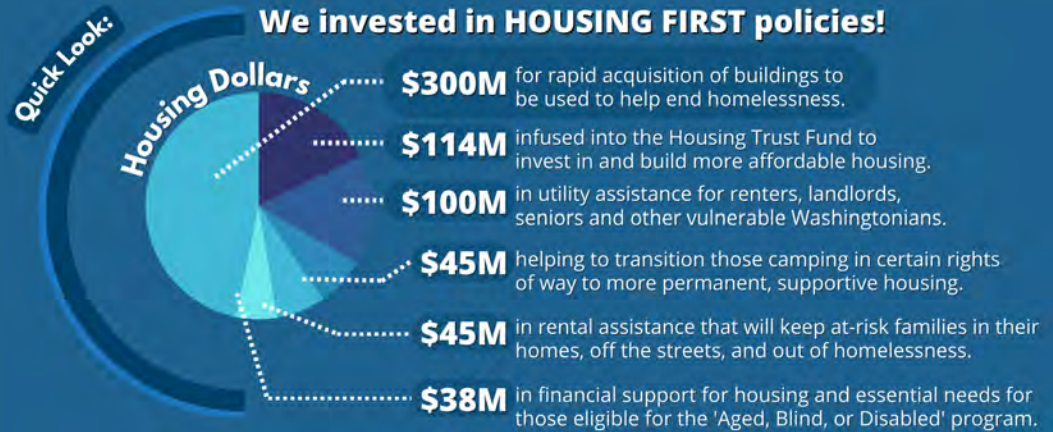 We invested in HOUSING FIRST policies!
Quick Look:
Housing Dollars
$300M for rapid acquisition of buildings to
be used to help end homelessness.
$114M infused into the Housing Trust Fund to
invest in and build more affordable housing.
$100M in utility assistance for renters, landlords,
seniors and other vulnerable Washingtonians.
$45M helping to transition those camping in certain rights
of way to more permanent, supportive housing.
$45M in rental assistance that will keep at-risk families in their
homes, off the streets, and out of homelessness.
$38M in financial support for housing and essential needs for
those eligible for the 'Aged, Blind, or Disabled' program.